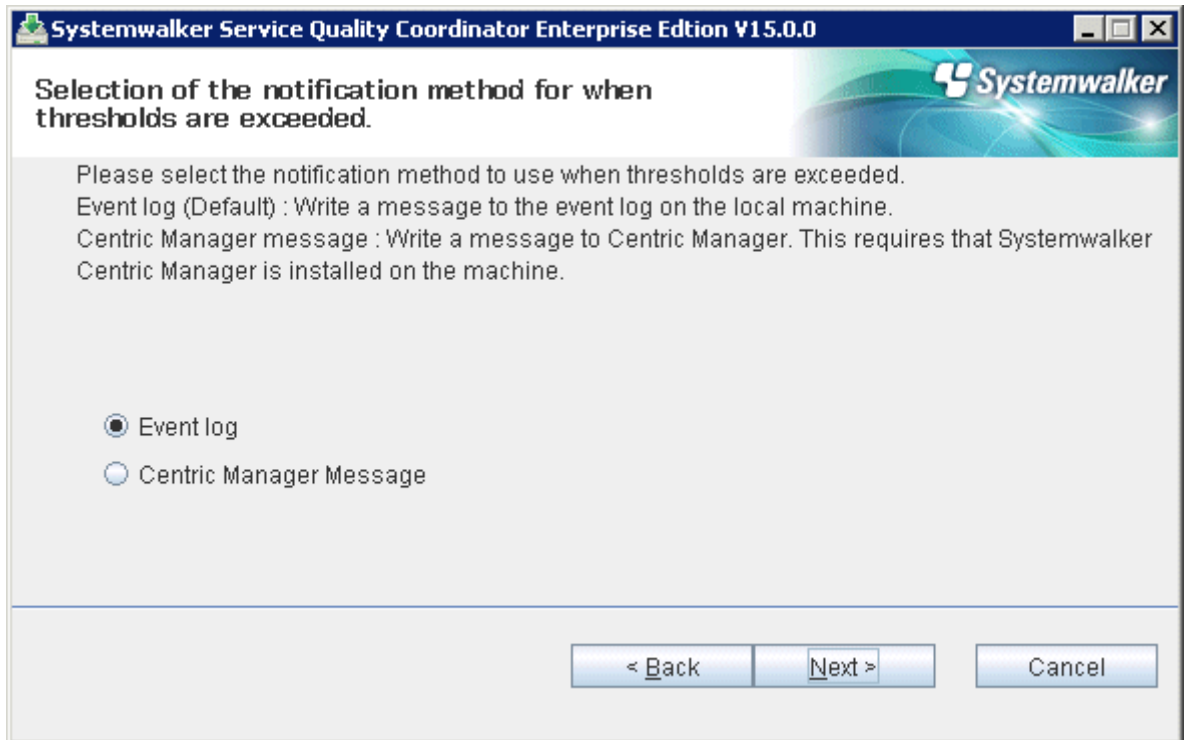 Systemwalker Service Quality Coordinator Enterprise Edtion V15.0.0
Selection of the notification method for when
thresholds are exceeded.
Systemwalker
Please select the notification method to use when thresholds are exceeded.
Event log (Default) : Write a message to the event log on the local machine.
Centric Manager message : Write a message to Centric Manager. This requires that Systemwalker
Centric Manager is installed on the machine.
Event log
Centric Manager Message
< Back
Next >
Cancel